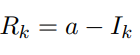 R_k = a − I_k